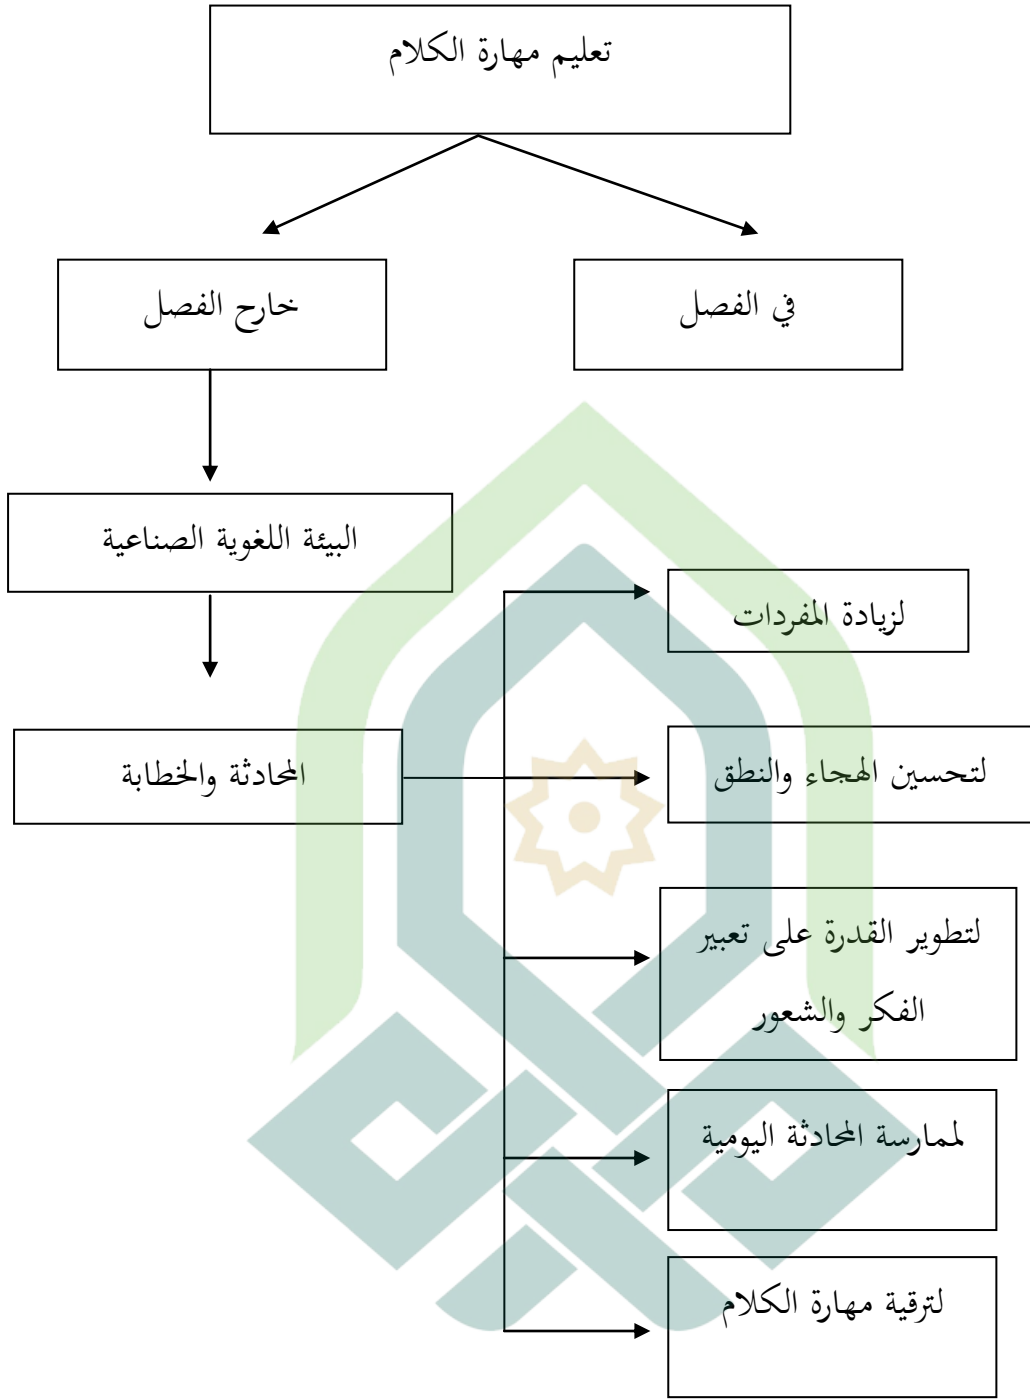 تعليم مهارة الكلام
في الفصل
خارح الفصل
البيئة اللغوية الصناعية
لزيادة المفردات
المحادثة والخطابة
لتحسين الهجاء والنطق
لتطوير القدرة على تعبير
الفكر والشعور
لممارسة المحادثة اليومية
لترقية مهارة الكلام